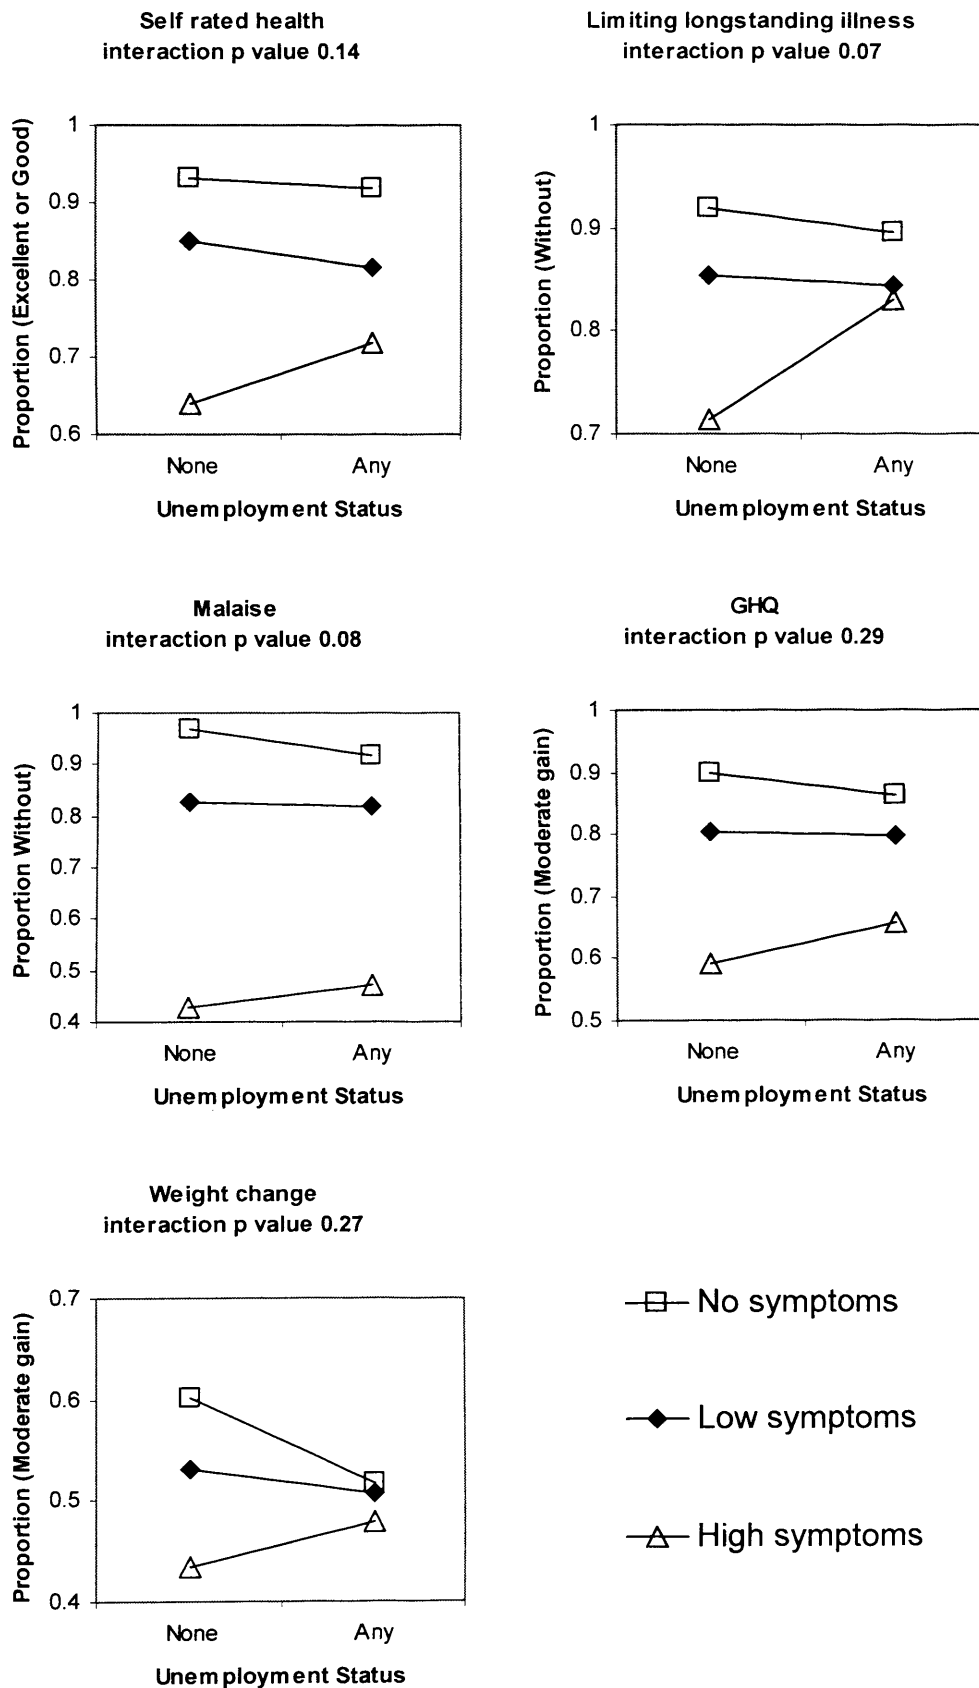 Self rated health
interaction p value 0.14
Proportion (Excellent or Good)
1
0.9
0.8
0.7
0.6
None Any
Unemployment Status
Limiting longstanding illness
interaction p value 0.07
Proportion (Without)
1
0.9
0.8
0.7
None Any
Unemployment Status
Malaise
interaction p value 0.08
Proportion Without)
1
0.9
0.8
0.7
0.6
0.5
0.4
None Any
Unemployment Status
GHQ
interaction p value 0.29
Proportion (Moderate gain)
1
0.9
0.8
0.7
0.6
0.5
None Any
Unemployment Status
Weight change
interaction p value 0.27
Proportion (Moderate gain)
0.7
0.6
0.5
0.4
None Any
Unemployment Status
No symptoms
Low symptoms
High symptoms